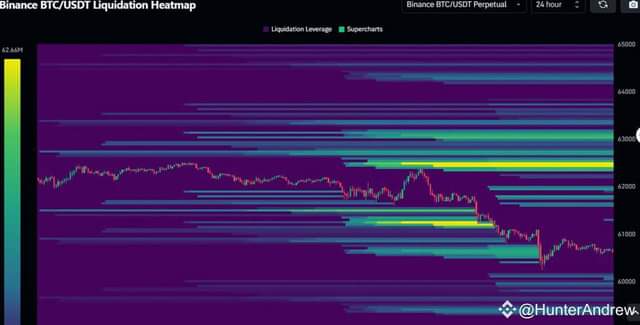 Binance BTC/USDT Liquidation Heatmap
Binance BTC/USDT Perpetual
24 hour
Liquidation Leverage
Supercharts
62.66M
65000
64000
63000
62000
61000
60000
@HunterAndrew